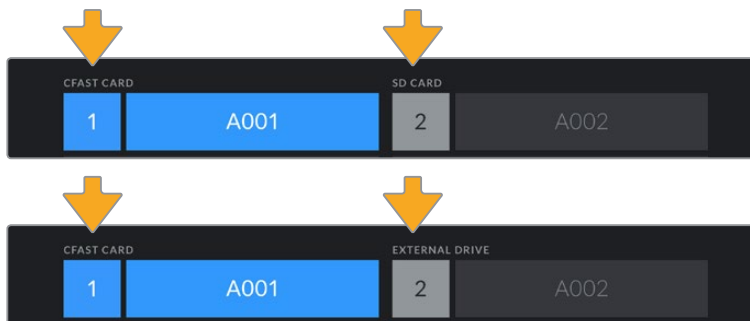 CFAST CARD SD CARD
1 A001 2 A002
CFAST CARD EXTERNAL DRIVE
1 A001 2 A002